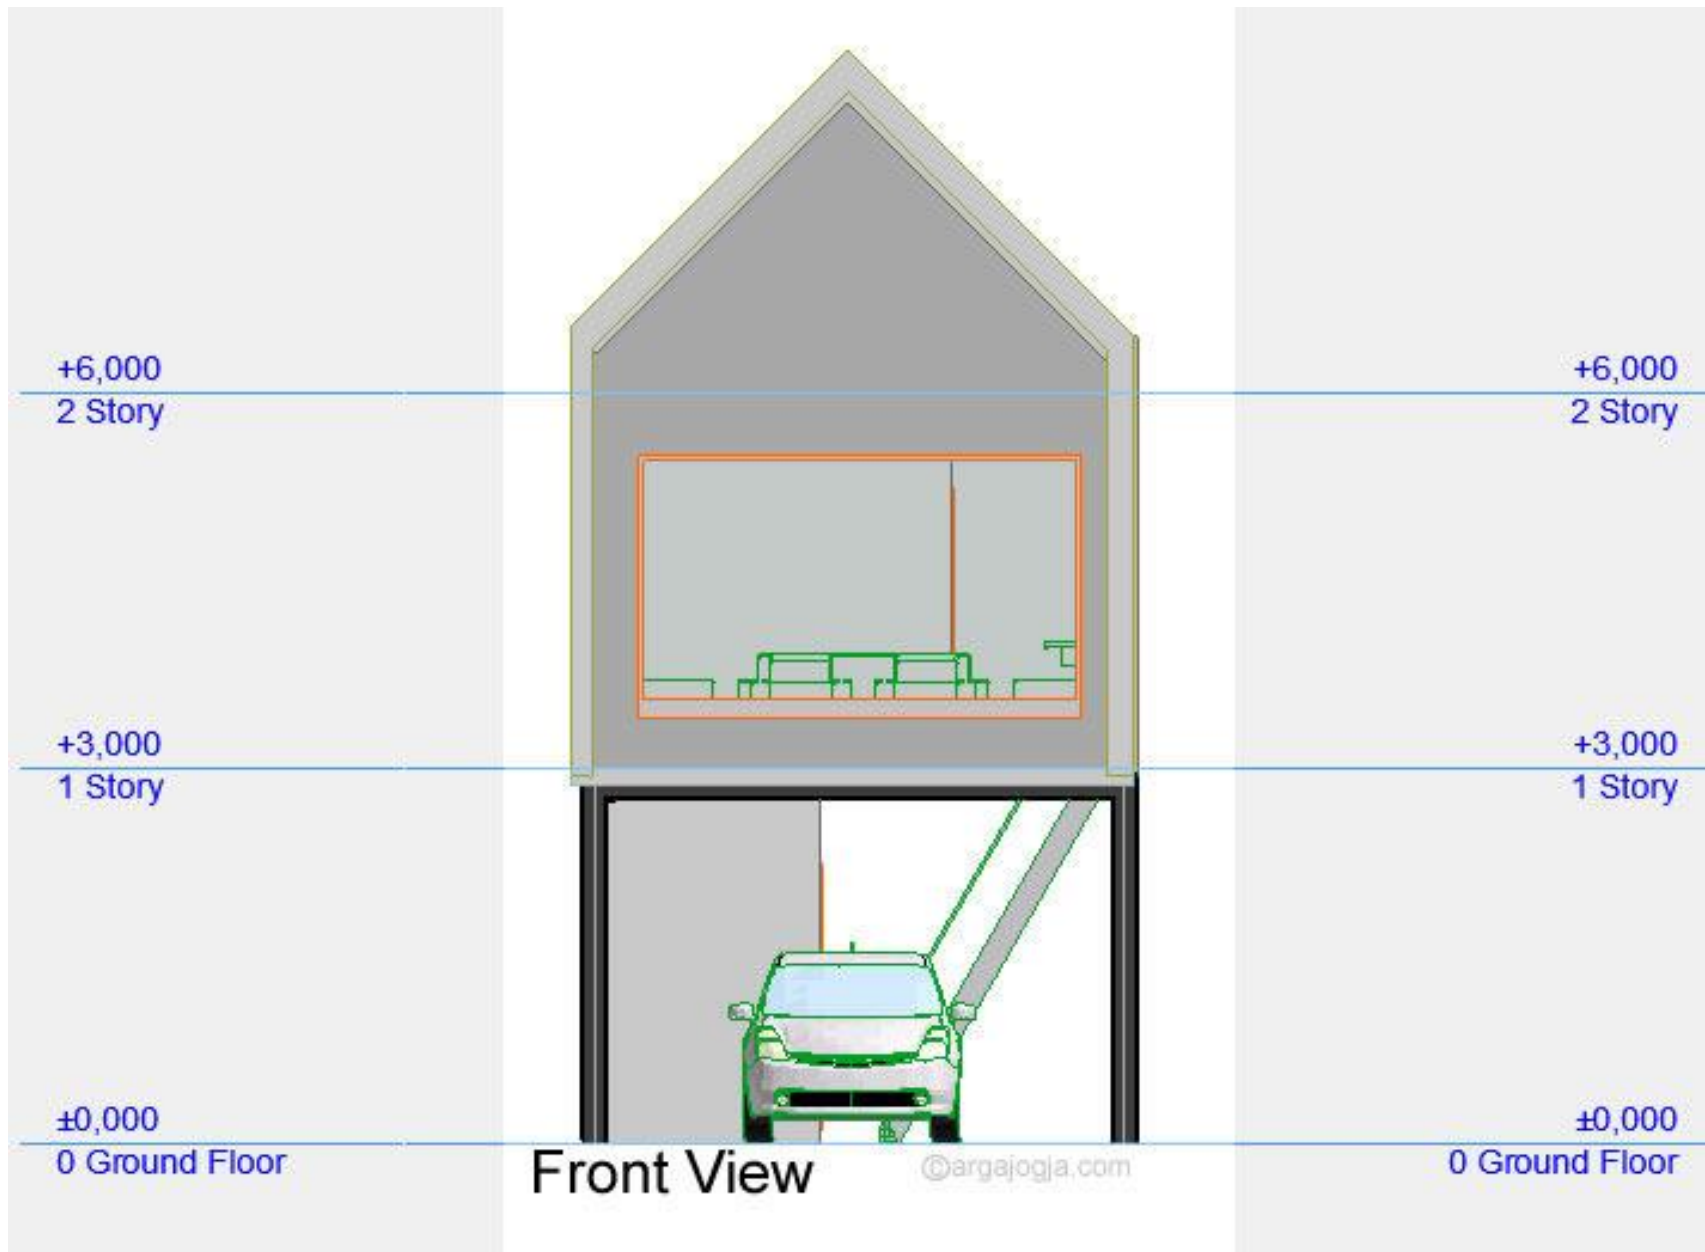 +6,000
2 Story
+6,000
2 Story
+3,000
1 Story
+3,000
1 Story
±0,000
0 Ground Floor
±0,000
0 Ground Floor
Front View
©argajogja.com